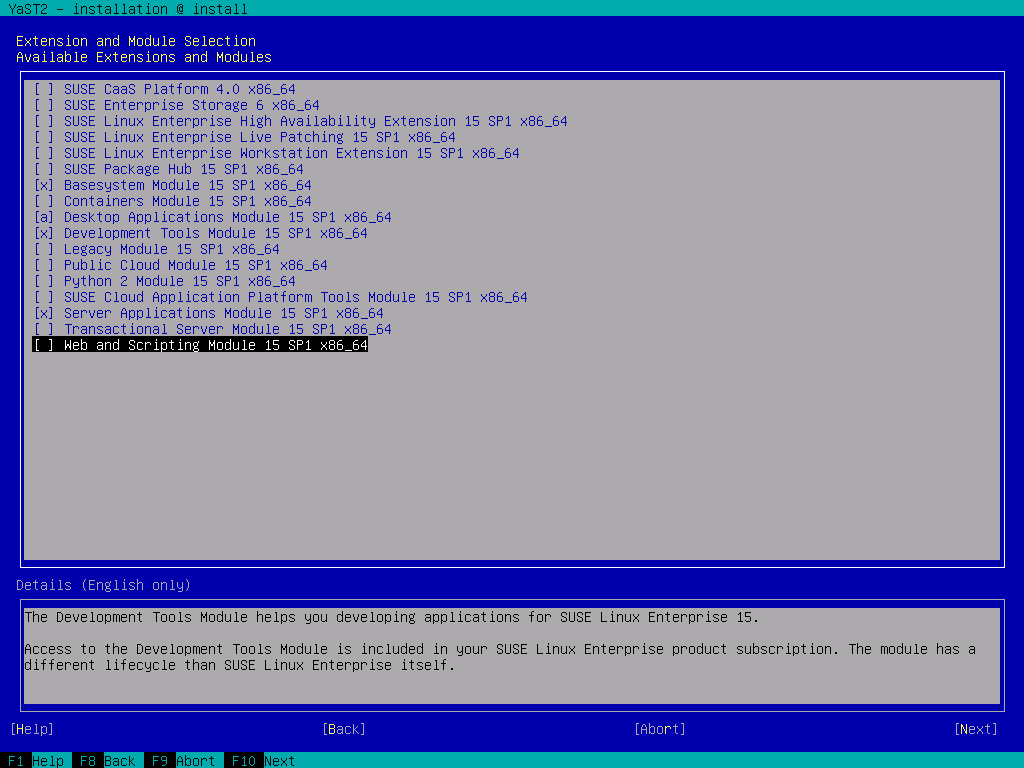 YaST2 - installation @ install
Extension and Module Selection
Available Extensions and Modules
[ ] SUSE CaaS Platform 4.0 x86_64
[ ] SUSE Enterprise Storage 6 x86_64
[ ] SUSE Linux Enterprise High Availability Extension 15 SP1 x86_64
[ ] SUSE Linux Enterprise Live Patching 15 SP1 x86_64
[ ] SUSE Linux Enterprise Workstation Extension 15 SP1 x86_64
[ ] SUSE Package Hub 15 SP1 x86_64
[x] Basesystem Module 15 SP1 x86_64
[ ] Containers Module 15 SP1 x86_64
[a] Desktop Applications Module 15 SP1 x86_64
[x] Development Tools Module 15 SP1 x86_64
[ ] Legacy Module 15 SP1 x86_64
[ ] Public Cloud Module 15 SP1 x86_64
[ ] Python 2 Module 15 SP1 x86_64
[ ] SUSE Cloud Application Platform Tools Module 15 SP1 x86_64
[x] Server Applications Module 15 SP1 x86_64
[ ] Transactional Server Module 15 SP1 x86_64
[ ] Web and Scripting Module 15 SP1 x86_64
Details (English only)
The Development Tools Module helps you developing applications for SUSE Linux Enterprise 15.
Access to the Development Tools Module is included in your SUSE Linux Enterprise product subscription. The module has a
different lifecycle than SUSE Linux Enterprise itself.
[Help] [Back] [Abort] [Next]
F1 Help F8 Back F9 Abort F10 Next